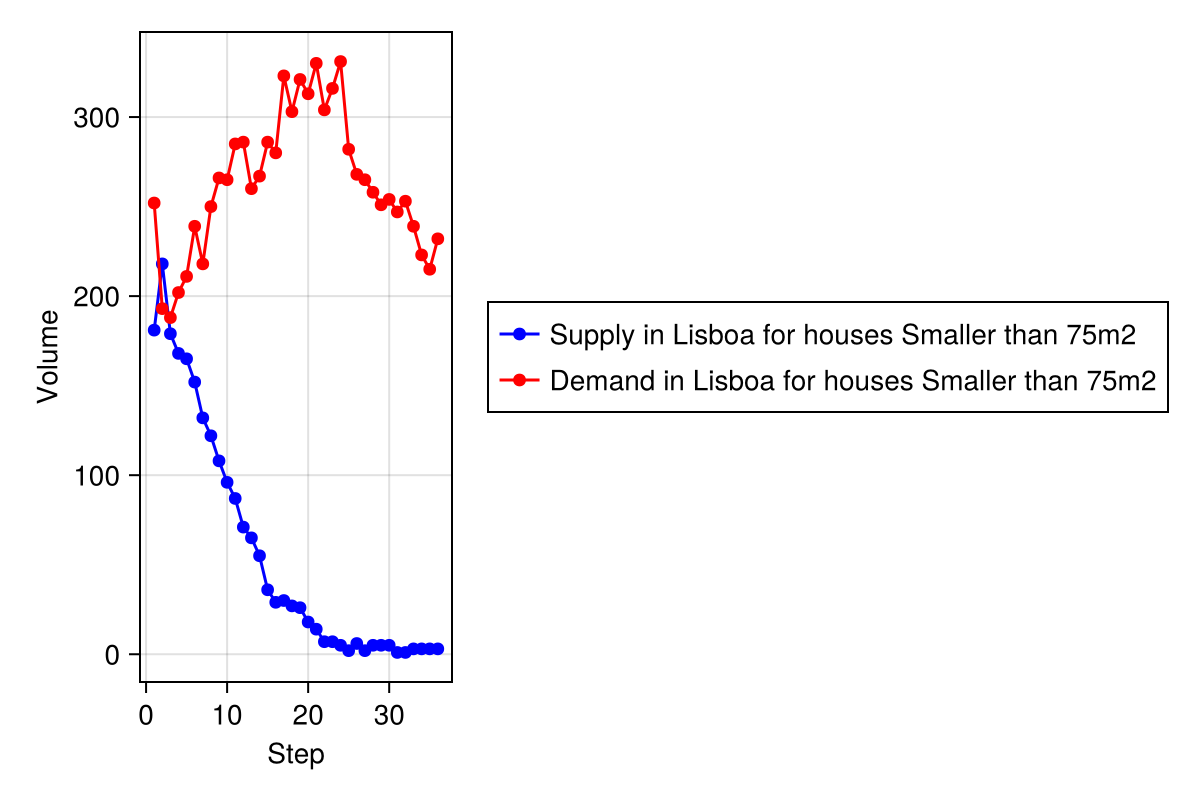 300
200
100
0
Volume
0 10 20 30
Step
Supply in Lisboa for houses Smaller than 75m2
Demand in Lisboa for houses Smaller than 75m2